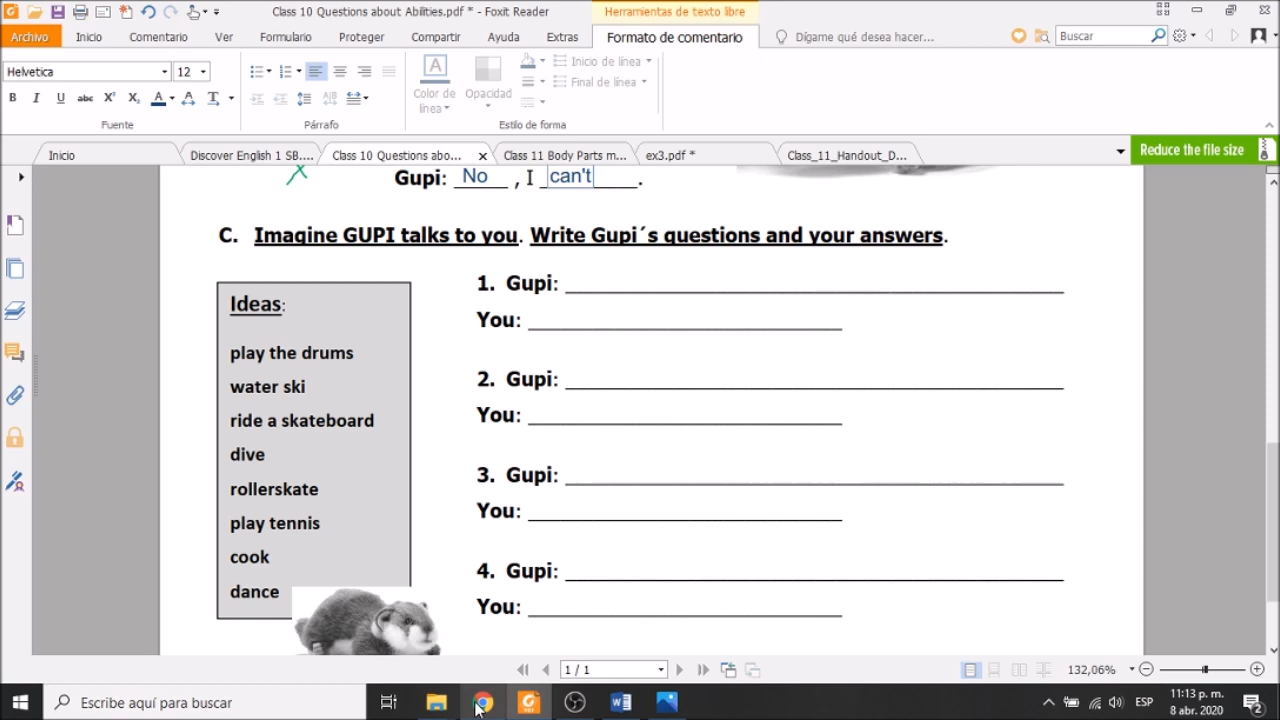 Class 10 Questions about Abilities.pdf * - Foxit Reader
Herramientas de texto libre
Archivo Inicio Comentario Ver Formulario Proteger Compartir Ayuda Extras Formato de comentario Dígame qué desea hacer... Buscar
Helvetica 12
Inicio de línea
Final de línea
Color de línea
Opacidad
Fuente Párrafo Estilo de forma
Inicio Discover English 1 SB.... Class 10 Questions abo... Class 11 Body Parts m... ex3.pdf * Class_11_Handout_D... Reduce the file size
Gupi: No , I can't.
C. Imagine GUPI talks to you. Write Gupi´s questions and your answers.
Ideas:
play the drums
water ski
ride a skateboard
dive
rollerskate
play tennis
cook
dance
1. Gupi:
You:
2. Gupi:
You:
3. Gupi:
You:
4. Gupi:
You:
1 / 1
132,06%
Escribe aquí para buscar
ESP
11:13 p. m.
8 abr. 2020
2